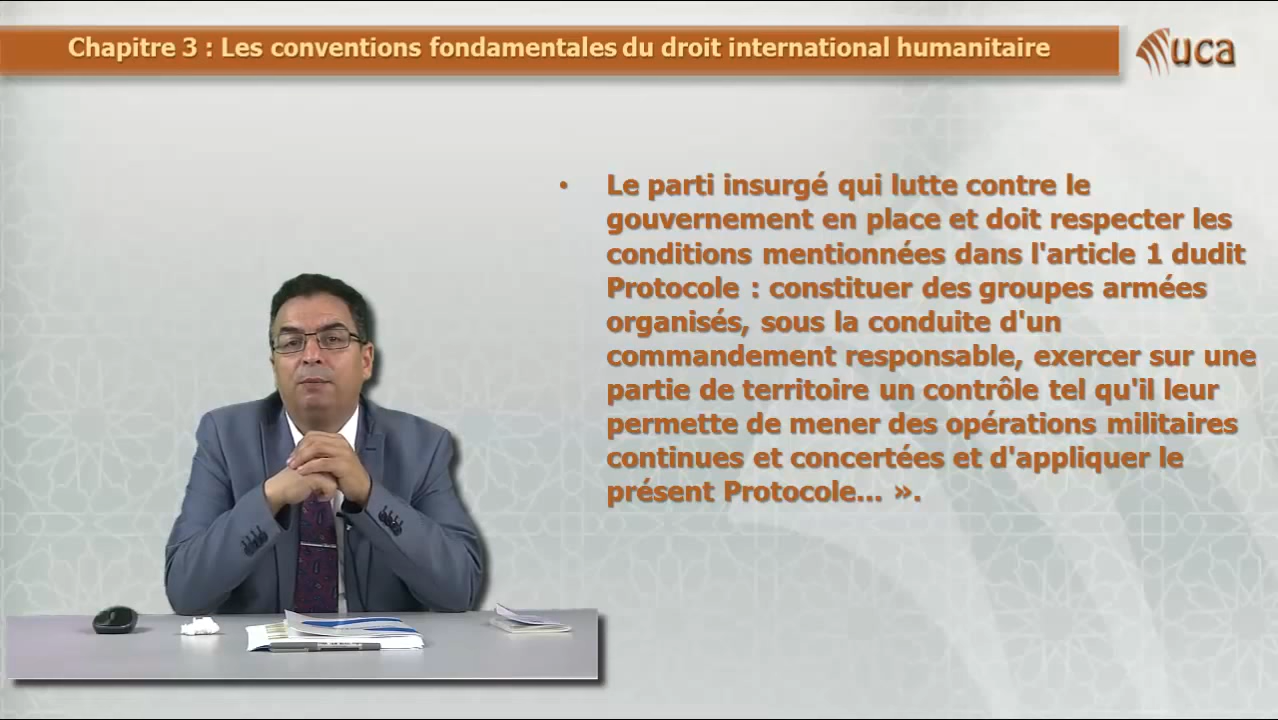 Chapitre 3 : Les conventions fondamentales du droit international humanitaire
uca
• Le parti insurgé qui lutte contre le
gouvernement en place et doit respecter les
conditions mentionnées dans l'article 1 dudit
Protocole : constituer des groupes armées
organisés, sous la conduite d'un
commandement responsable, exercer sur une
partie de territoire un contrôle tel qu'il leur
permette de mener des opérations militaires
continues et concertées et d'appliquer le
présent Protocole... ».